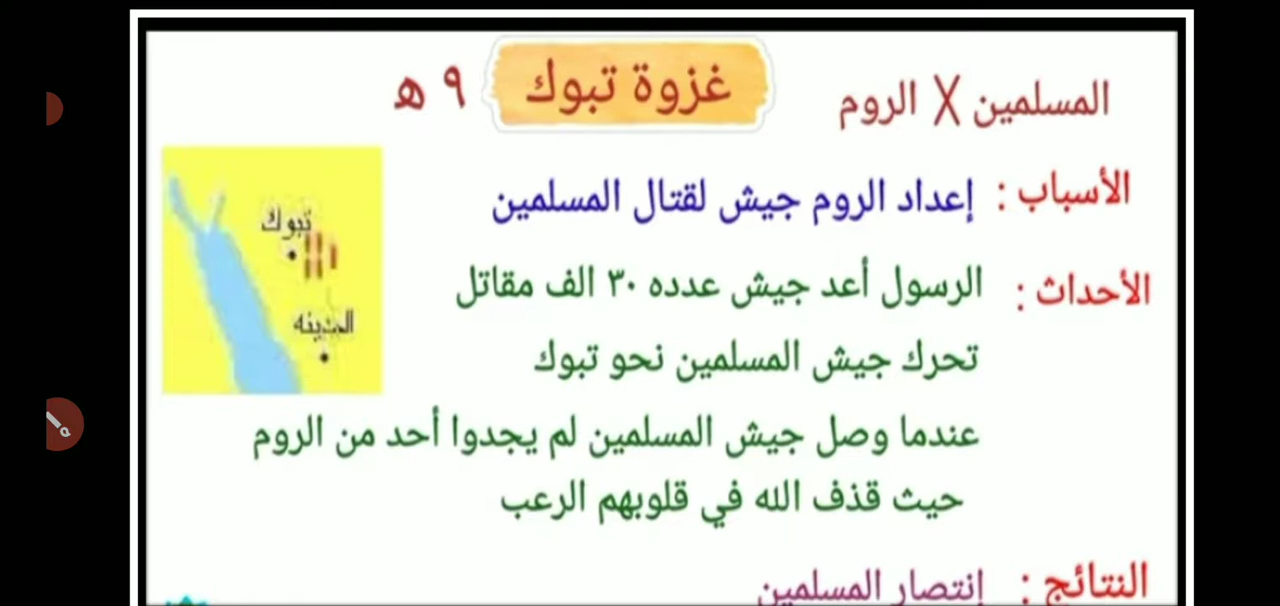 المسلمين X الروم غزوة تبوك ٩ هـ
الأسباب : إعداد الروم جيش لقتال المسلمين
الأحداث : الرسول أعد جيش عدده ٣٠ الف مقاتل
تحرك جيش المسلمين نحو تبوك
عندما وصل جيش المسلمين لم يجدوا أحد من الروم
حيث قذف الله في قلوبهم الرعب
النتائج : إنتصار المسلمين
تبوك
المدينه